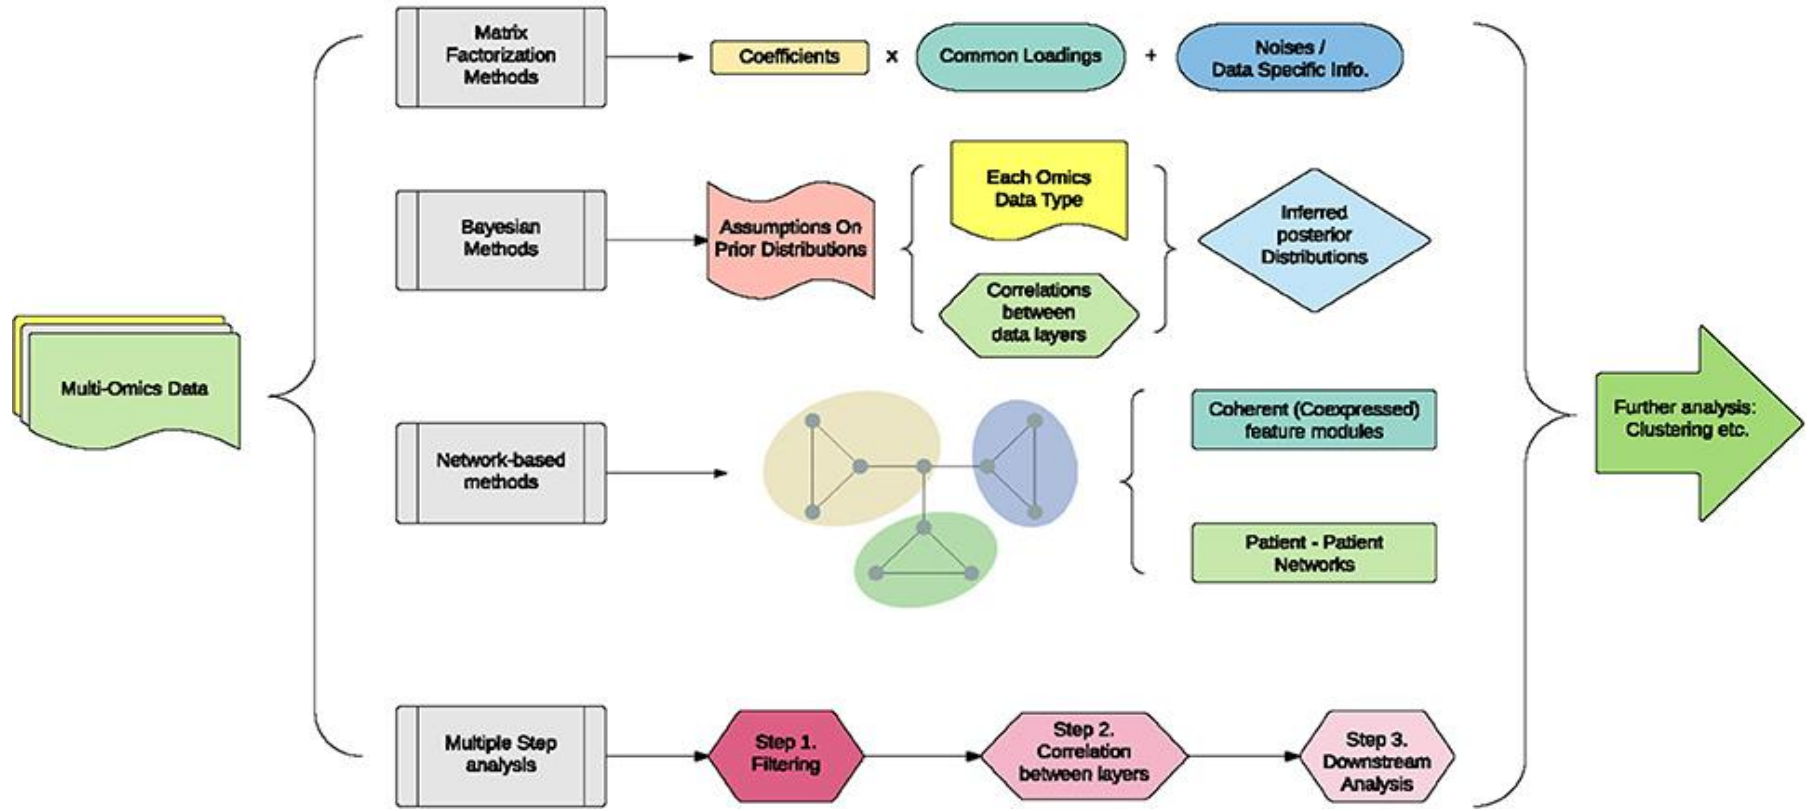 Multi-Omics Data
Matrix
Factorization
Methods
Coefficients
x
Common Loadings
+
Noises /
Data Specific Info.
Bayesian
Methods
Assumptions On
Prior Distributions
Each Omics
Data Type
Correlations
between
data layers
Inferred
posterior
Distributions
Network-based
methods
Coherent (Coexpressed)
feature modules
Patient - Patient
Networks
Multiple Step
analysis
Step 1.
Filtering
Step 2.
Correlation
between layers
Step 3.
Downstream
Analysis
Further analysis:
Clustering etc.